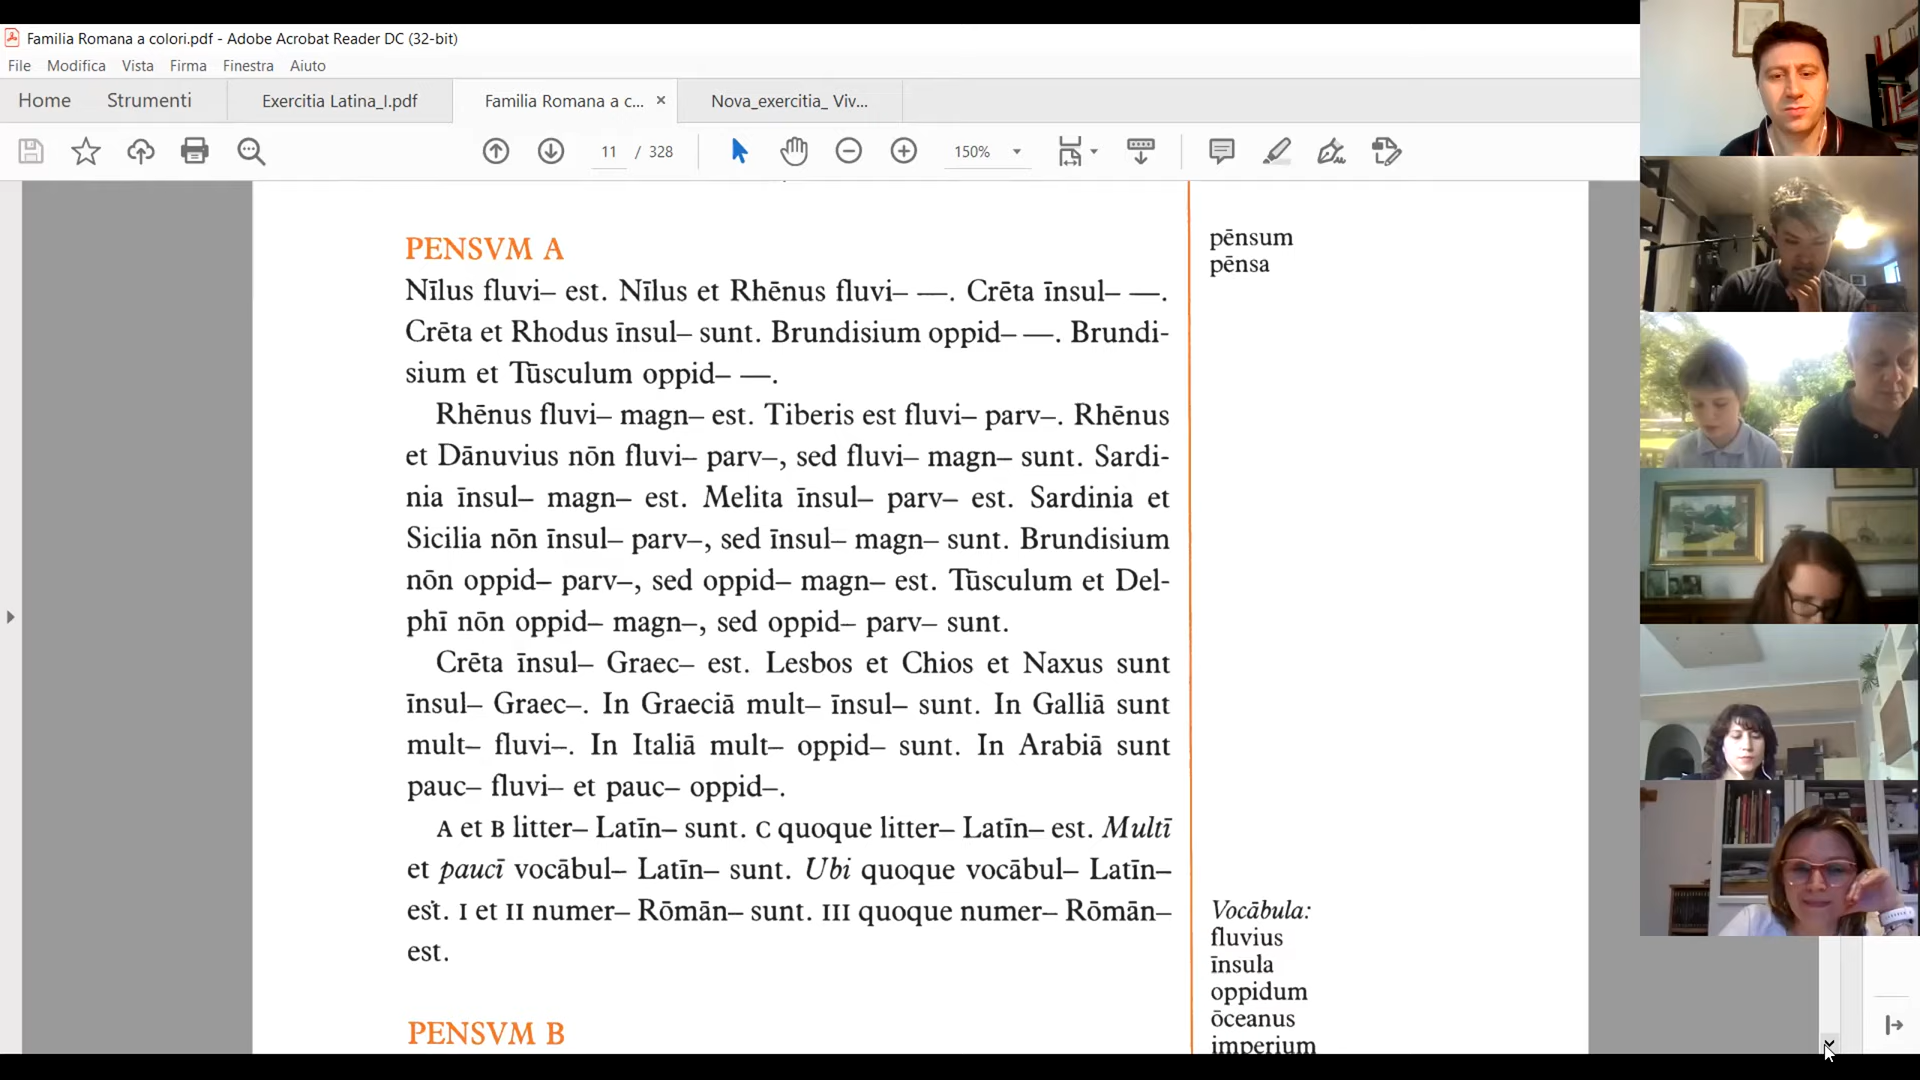 Familia Romana a colori.pdf - Adobe Acrobat Reader DC (32-bit)
File Modifica Vista Firma Finestra Aiuto
Home Strumenti Exercitia Latina_I.pdf Familia Romana a c... × Nova_exercitia_ Viv...
11 / 328 150%
PENSVM A
Nīlus fluvi– est. Nīlus et Rhēnus fluvi– —. Crēta īnsul– —.
Crēta et Rhodus īnsul– sunt. Brundisium oppid– —. Brundi-
sium et Tūsculum oppid– —.
Rhēnus fluvi– magn– est. Tiberis est fluvi– parv–. Rhēnus
et Dānuvius nōn fluvi– parv–, sed fluvi– magn– sunt. Sardi-
nia īnsul– magn– est. Melita īnsul– parv– est. Sardinia et
Sicilia nōn īnsul– parv–, sed īnsul– magn– sunt. Brundisium
nōn oppid– parv–, sed oppid– magn– est. Tūsculum et Del-
phī nōn oppid– magn–, sed oppid– parv– sunt.
Crēta īnsul– Graec– est. Lesbos et Chios et Naxus sunt
īnsul– Graec–. In Graeciā mult– īnsul– sunt. In Galliā sunt
mult– fluvi–. In Italiā mult– oppid– sunt. In Arabiā sunt
pauc– fluvi– et pauc– oppid–.
A et B litter– Latīn– sunt. C quoque litter– Latīn– est. Multī
et paucī vocābul– Latīn– sunt. Ubi quoque vocābul– Latīn–
est. I et II numer– Rōmān– sunt. III quoque numer– Rōmān–
est.
PENSVM B
pēnsum
pēnsa
Vocābula:
fluvius
īnsula
oppidum
ōceanus
imperium